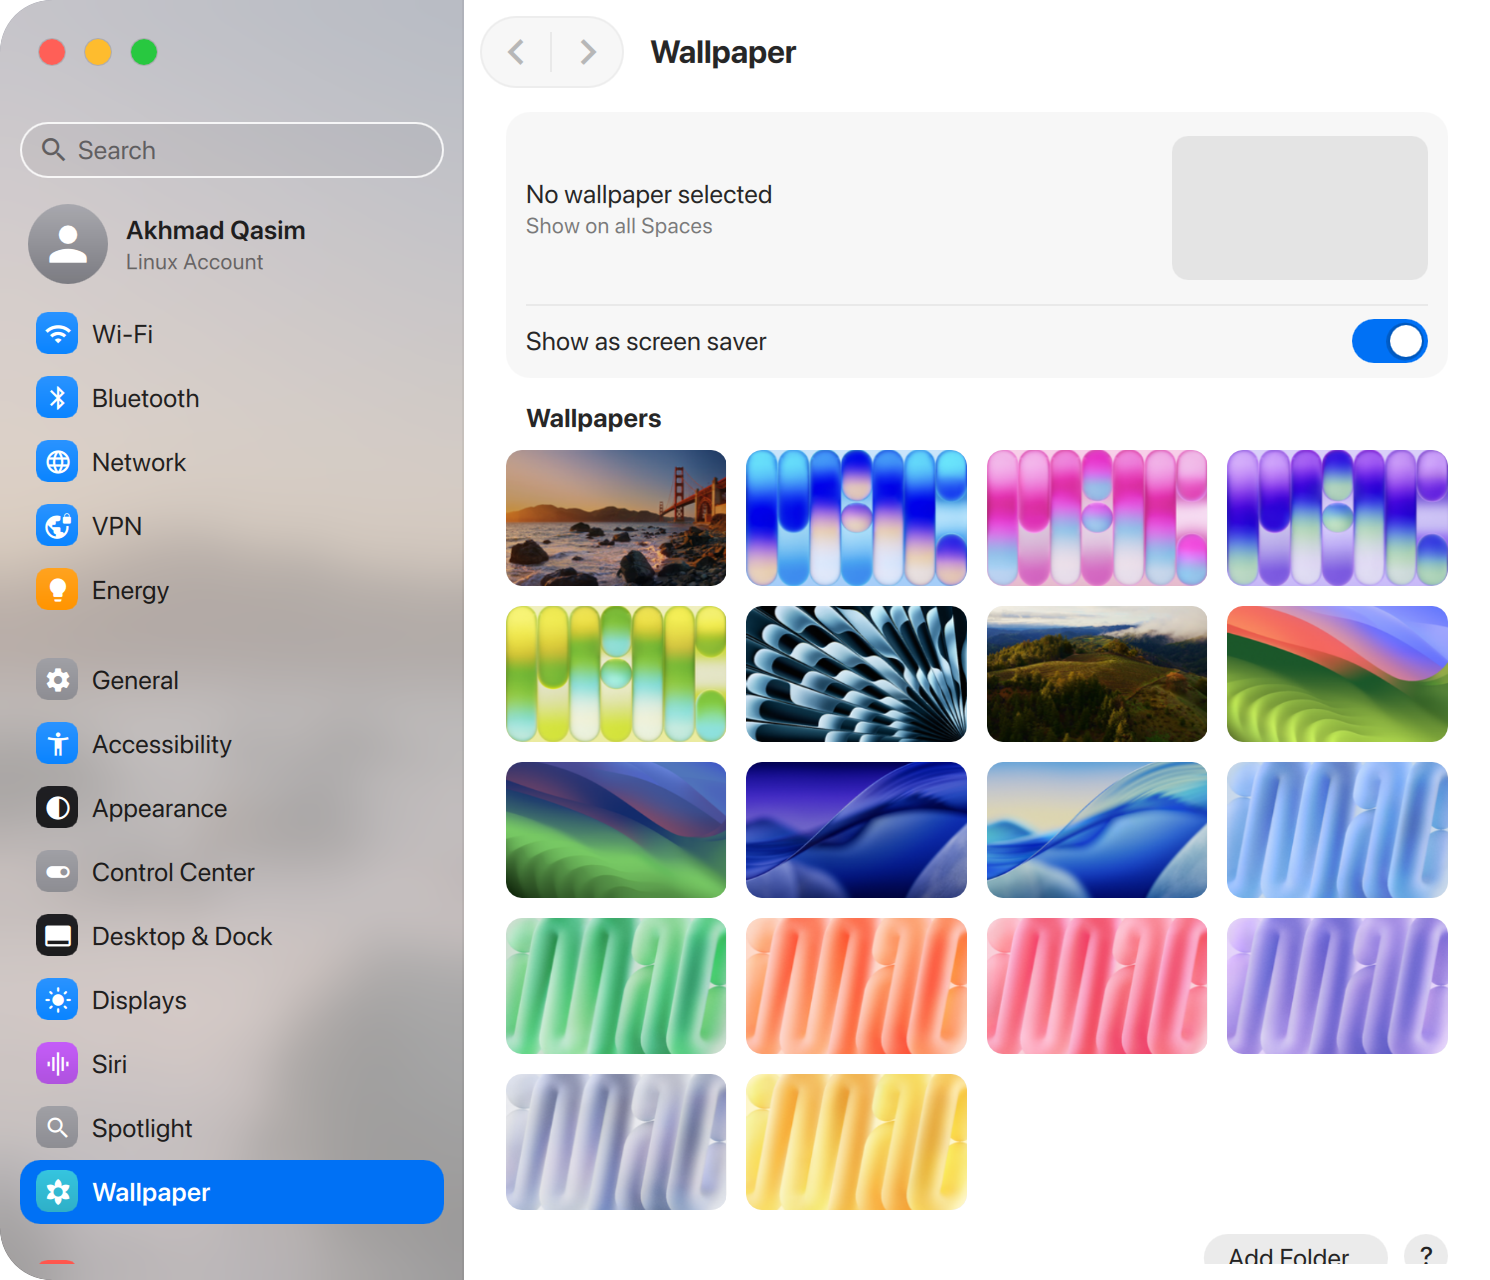 Wallpaper
Search
Akhmad Qasim
Linux Account
Wi-Fi
Bluetooth
Network
VPN
Energy
General
Accessibility
Appearance
Control Center
Desktop & Dock
Displays
Siri
Spotlight
Wallpaper
No wallpaper selected
Show on all Spaces
Show as screen saver
Wallpapers
Add Folder
?